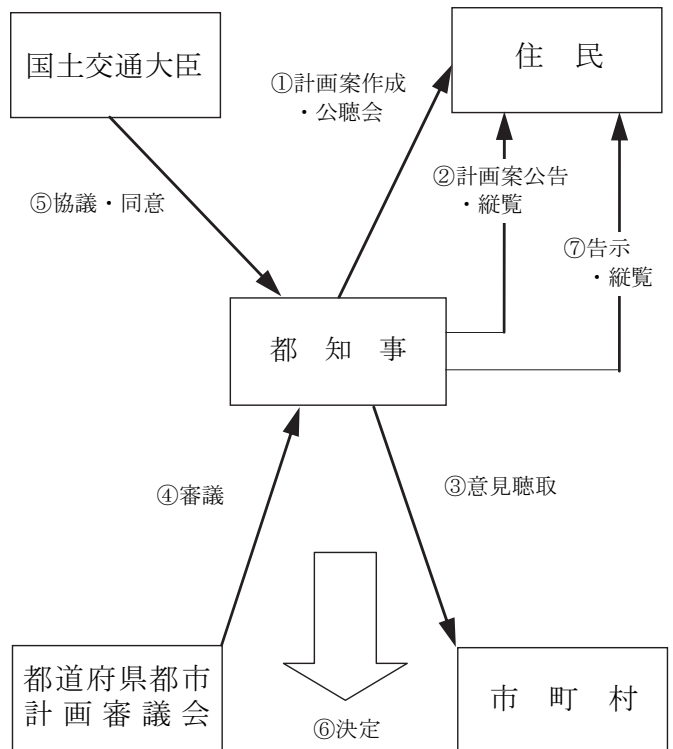 国土交通大臣
住民
①計画案作成
・公聴会
②計画案公告
・縦覧
⑤協議・同意
⑦告示
・縦覧
都知事
④審議
③意見聴取
都道府県都市
計画審議会
市町村
⑥決定